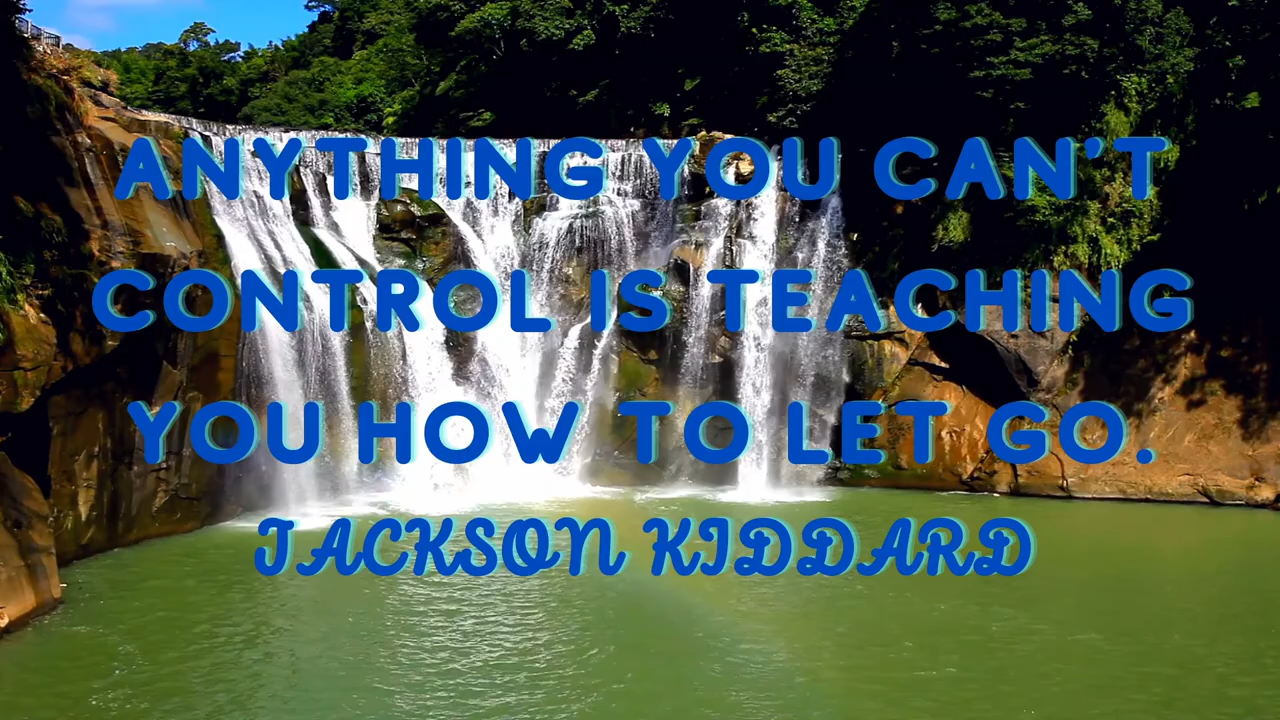 ANYTHING YOU CAN'T
CONTROL IS TEACHING
YOU HOW TO LET GO.
JACKSON KIDDARD